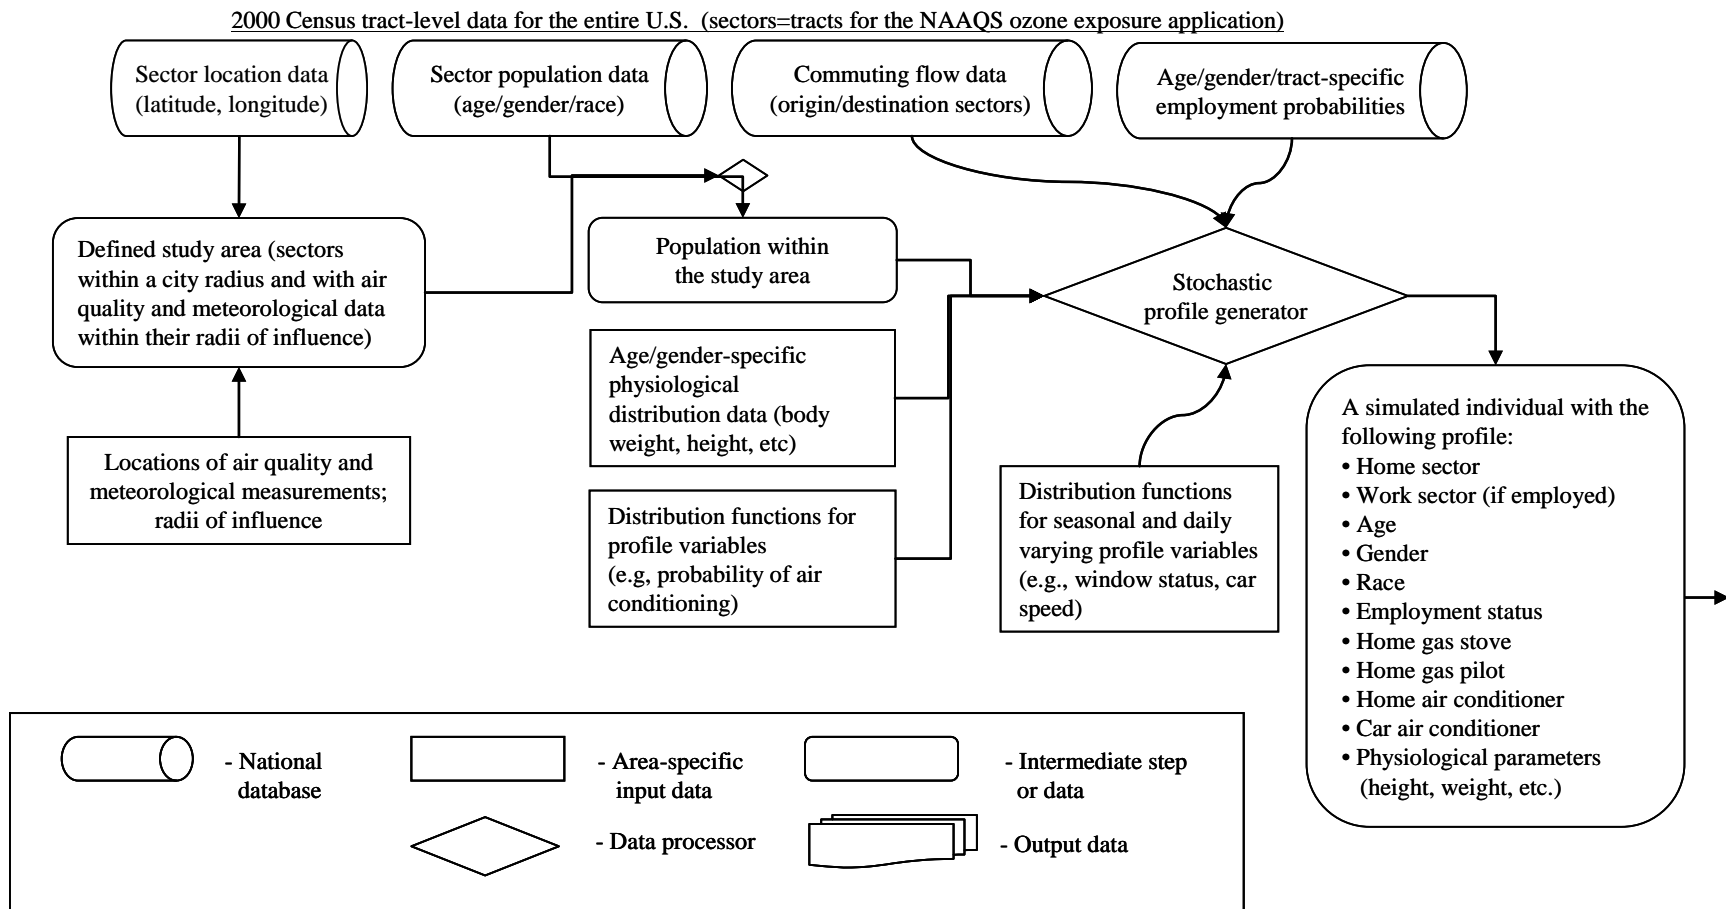 2000 Census tract-level data for the entire U.S. (sectors=tracts for the NAAQS ozone exposure application)
Sector location data
(latitude, longitude)
Sector population data
(age/gender/race)
Commuting flow data
(origin/destination sectors)
Age/gender/tract-specific
employment probabilities
Defined study area (sectors
within a city radius and with air
quality and meteorological data
within their radii of influence)
Population within
the study area
Stochastic
profile generator
Age/gender-specific
physiological
distribution data (body
weight, height, etc)
Locations of air quality and
meteorological measurements;
radii of influence
Distribution functions for
profile variables
(e.g, probability of air
conditioning)
Distribution functions
for seasonal and daily
varying profile variables
(e.g., window status, car
speed)
A simulated individual with the
following profile:
• Home sector
• Work sector (if employed)
• Age
• Gender
• Race
• Employment status
• Home gas stove
• Home gas pilot
• Home air conditioner
• Car air conditioner
• Physiological parameters
(height, weight, etc.)
- National
database
- Area-specific
input data
- Intermediate step
or data
- Data processor
- Output data